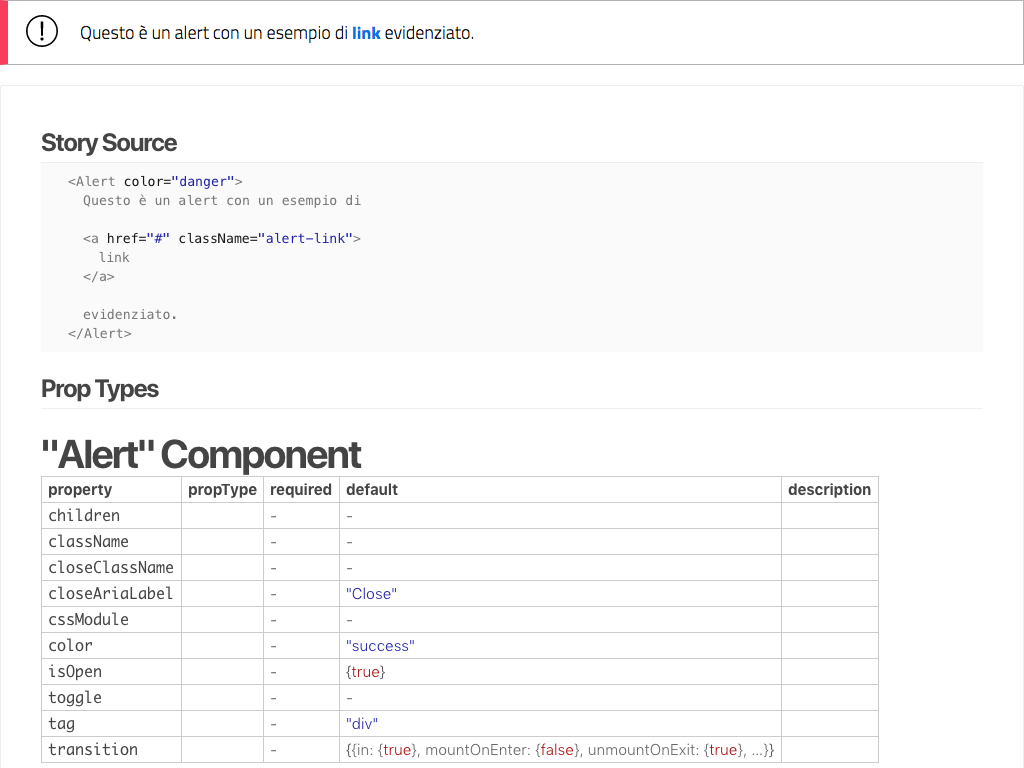 Questo è un alert con un esempio di link evidenziato.
Story Source
<Alert color="danger">
Questo è un alert con un esempio di
<a href="#" className="alert-link">
link
</a>
evidenziato.
</Alert>
Prop Types
"Alert" Component
property propType required default description
children - -
className - -
closeClassName - -
closeAriaLabel - "Close"
cssModule - -
color - "success"
isOpen - {true}
toggle - -
tag - "div"
transition - {{in: {true}, mountOnEnter: {false}, unmountOnExit: {true}, …}}